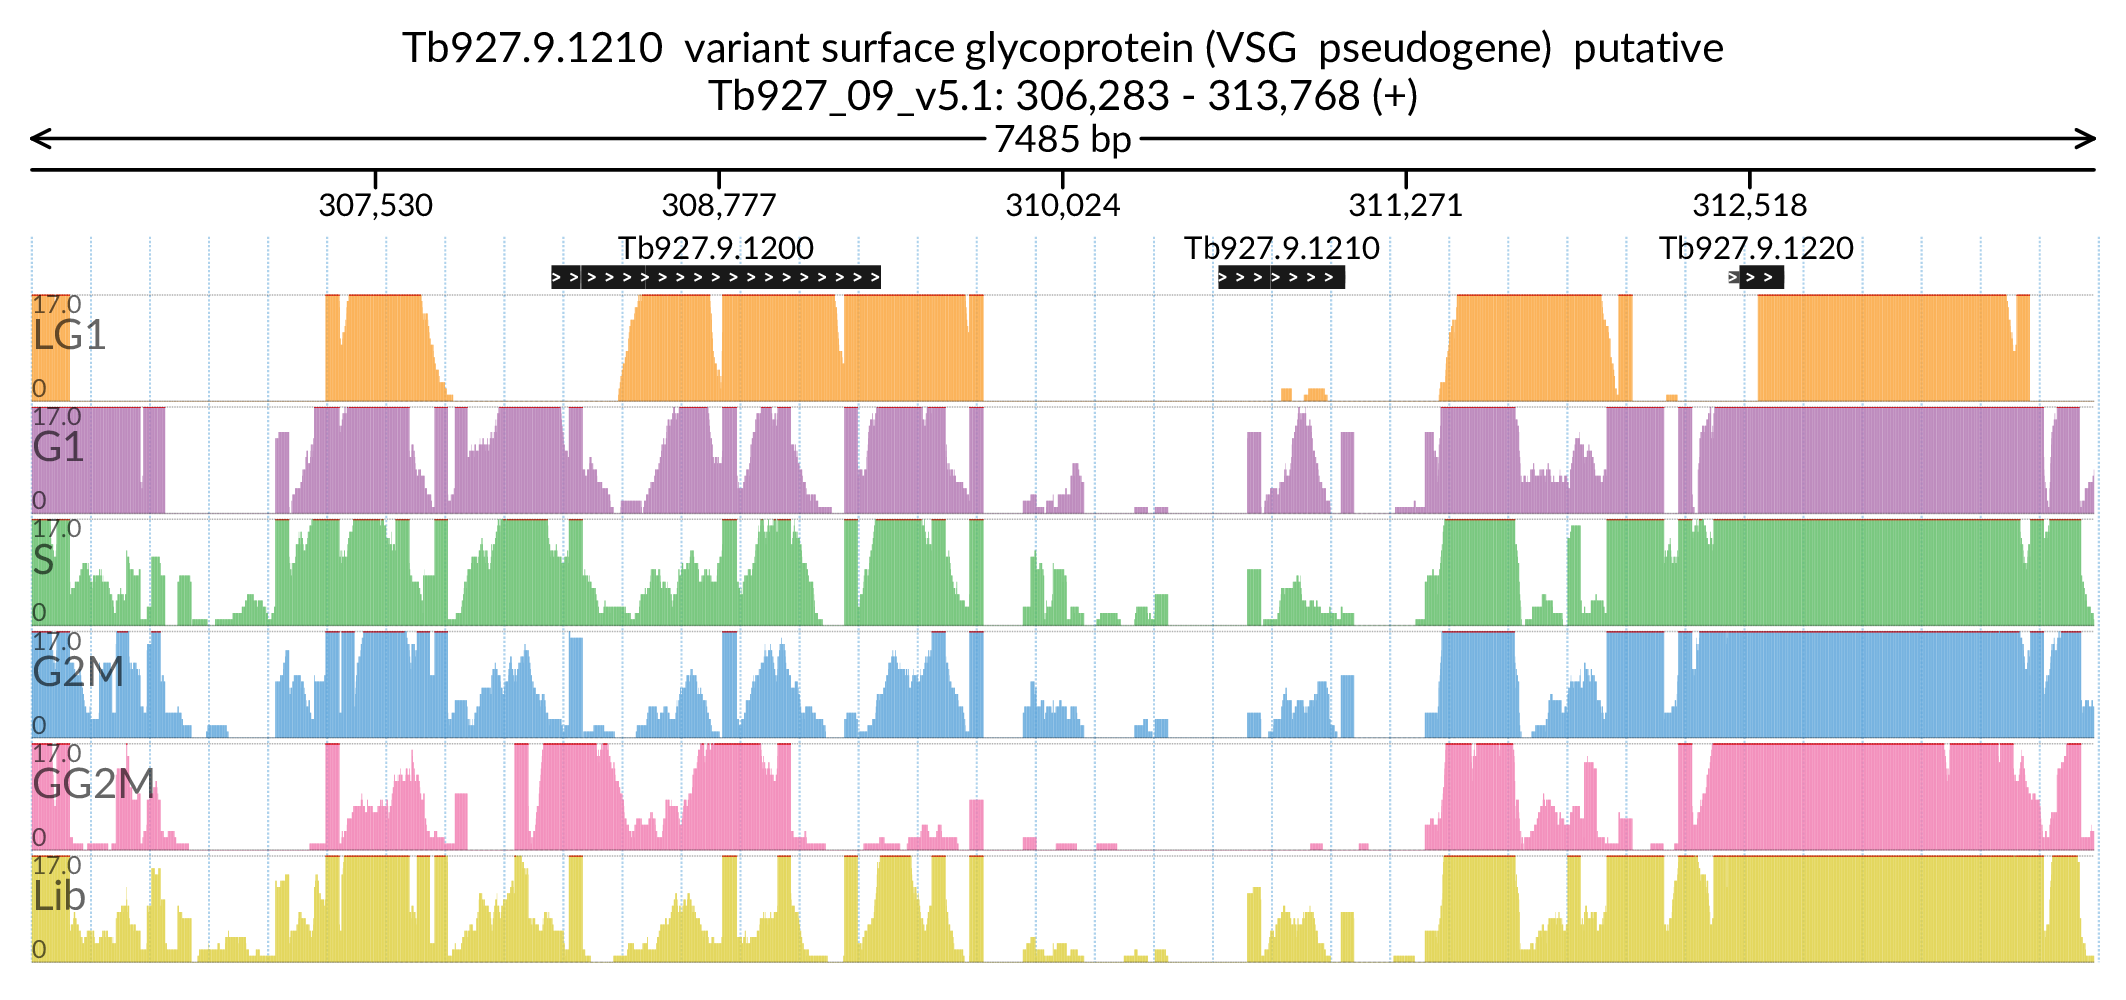 Tb927.9.1210  variant surface glycoprotein (VSG  pseudogene)  putative
Tb927_09_v5.1: 306,283 - 313,768 (+)
7485 bp
307,530 308,777 310,024 311,271 312,518
Tb927.9.1200 Tb927.9.1210 Tb927.9.1220
17.0
LG1
0
17.0
G1
0
17.0
S
0
17.0
G2M
0
17.0
GG2M
0
17.0
Lib
0